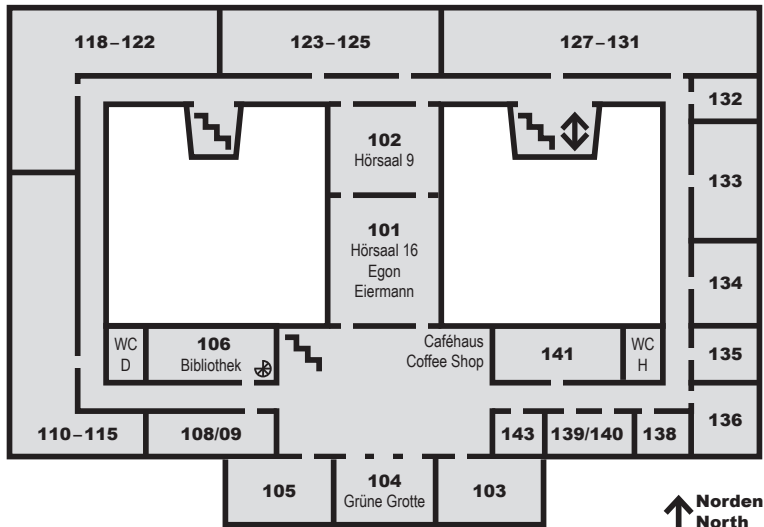 118–122
123–125
127–131
132
102
Hörsaal 9
133
101
Hörsaal 16
Egon
Eiermann
134
WC
D
106
Bibliothek
Caféhaus
Coffee Shop
141
WC
H
135
110–115
108/09
143
139/140
138
136
105
104
Grüne Grotte
103
Norden
North